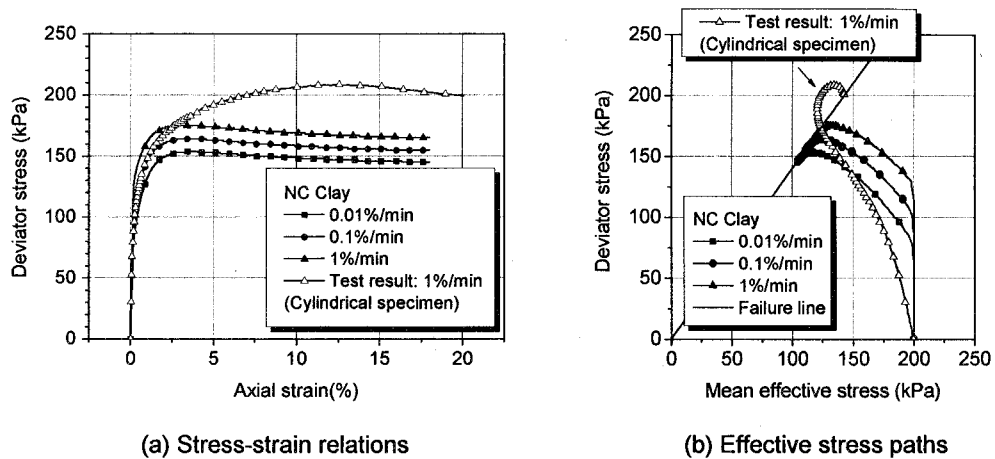 Deviator stress (kPa)
250
200
150
100
50
0
0
5
10
15
20
Axial strain(%)
NC Clay
0.01%/min
0.1%/min
1%/min
Test result: 1%/min
(Cylindrical specimen)
(a) Stress-strain relations
Test result: 1%/min
(Cylindrical specimen)
Deviator stress (kPa)
250
200
150
100
50
0
0
50
100
150
200
250
Mean effective stress (kPa)
NC Clay
0.01%/min
0.1%/min
1%/min
Failure line
(b) Effective stress paths